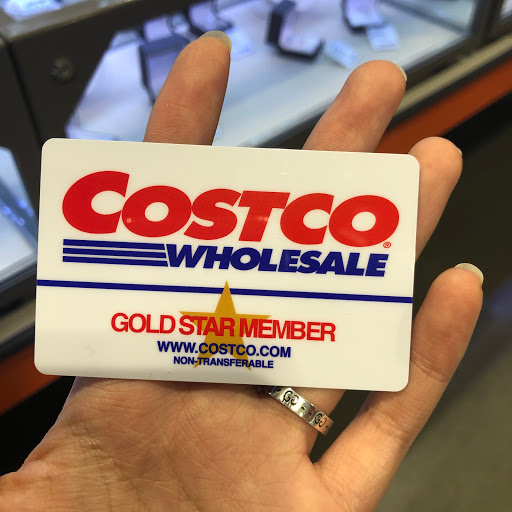 COSTCO®
WHOLESALE
GOLD STAR MEMBER
WWW.COSTCO.COM
NON-TRANSFERABLE